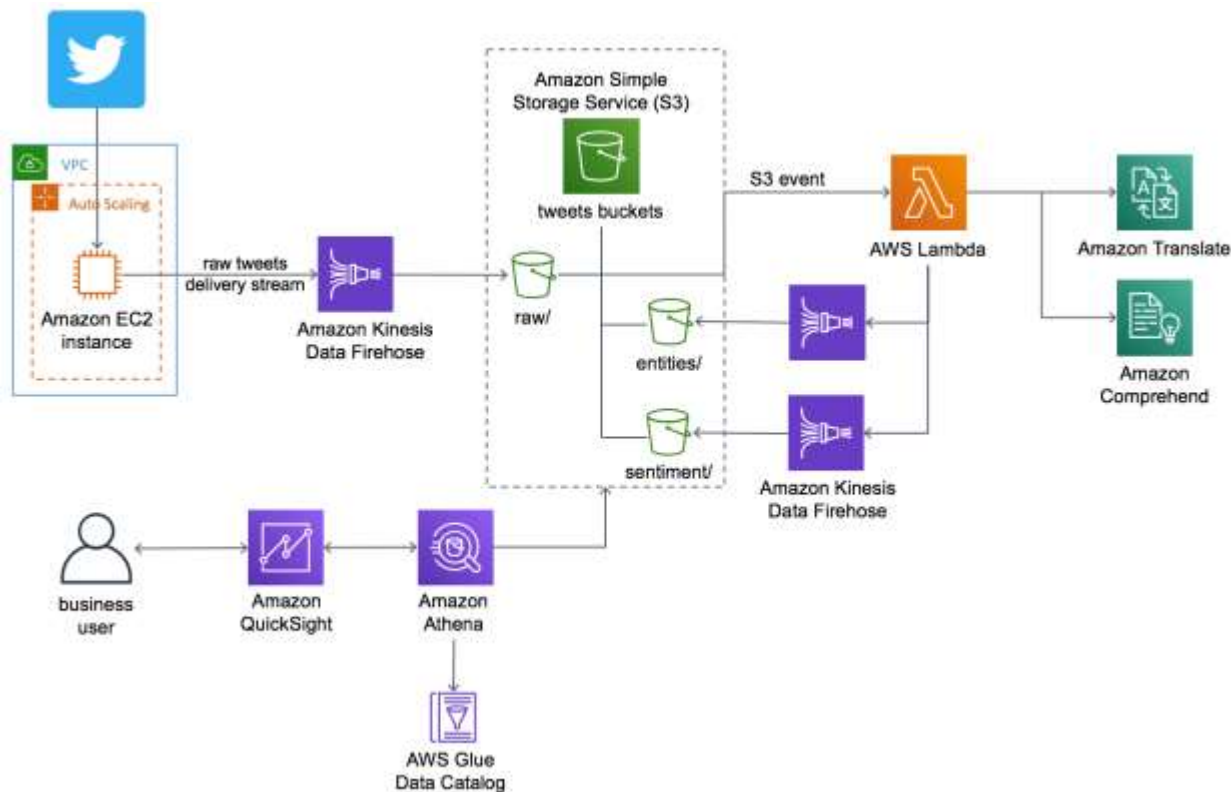 Amazon Simple
Storage Service (S3)
VPC
Auto Scaling
S3 event
tweets buckets
AWS Lambda
Amazon Translate
raw tweets
delivery stream
Amazon EC2
instance
raw/
Amazon Kinesis
Data Firehose
entities/
Amazon
Comprehend
sentiment/
Amazon Kinesis
Data Firehose
business
user
Amazon
QuickSight
Amazon
Athena
AWS Glue
Data Catalog